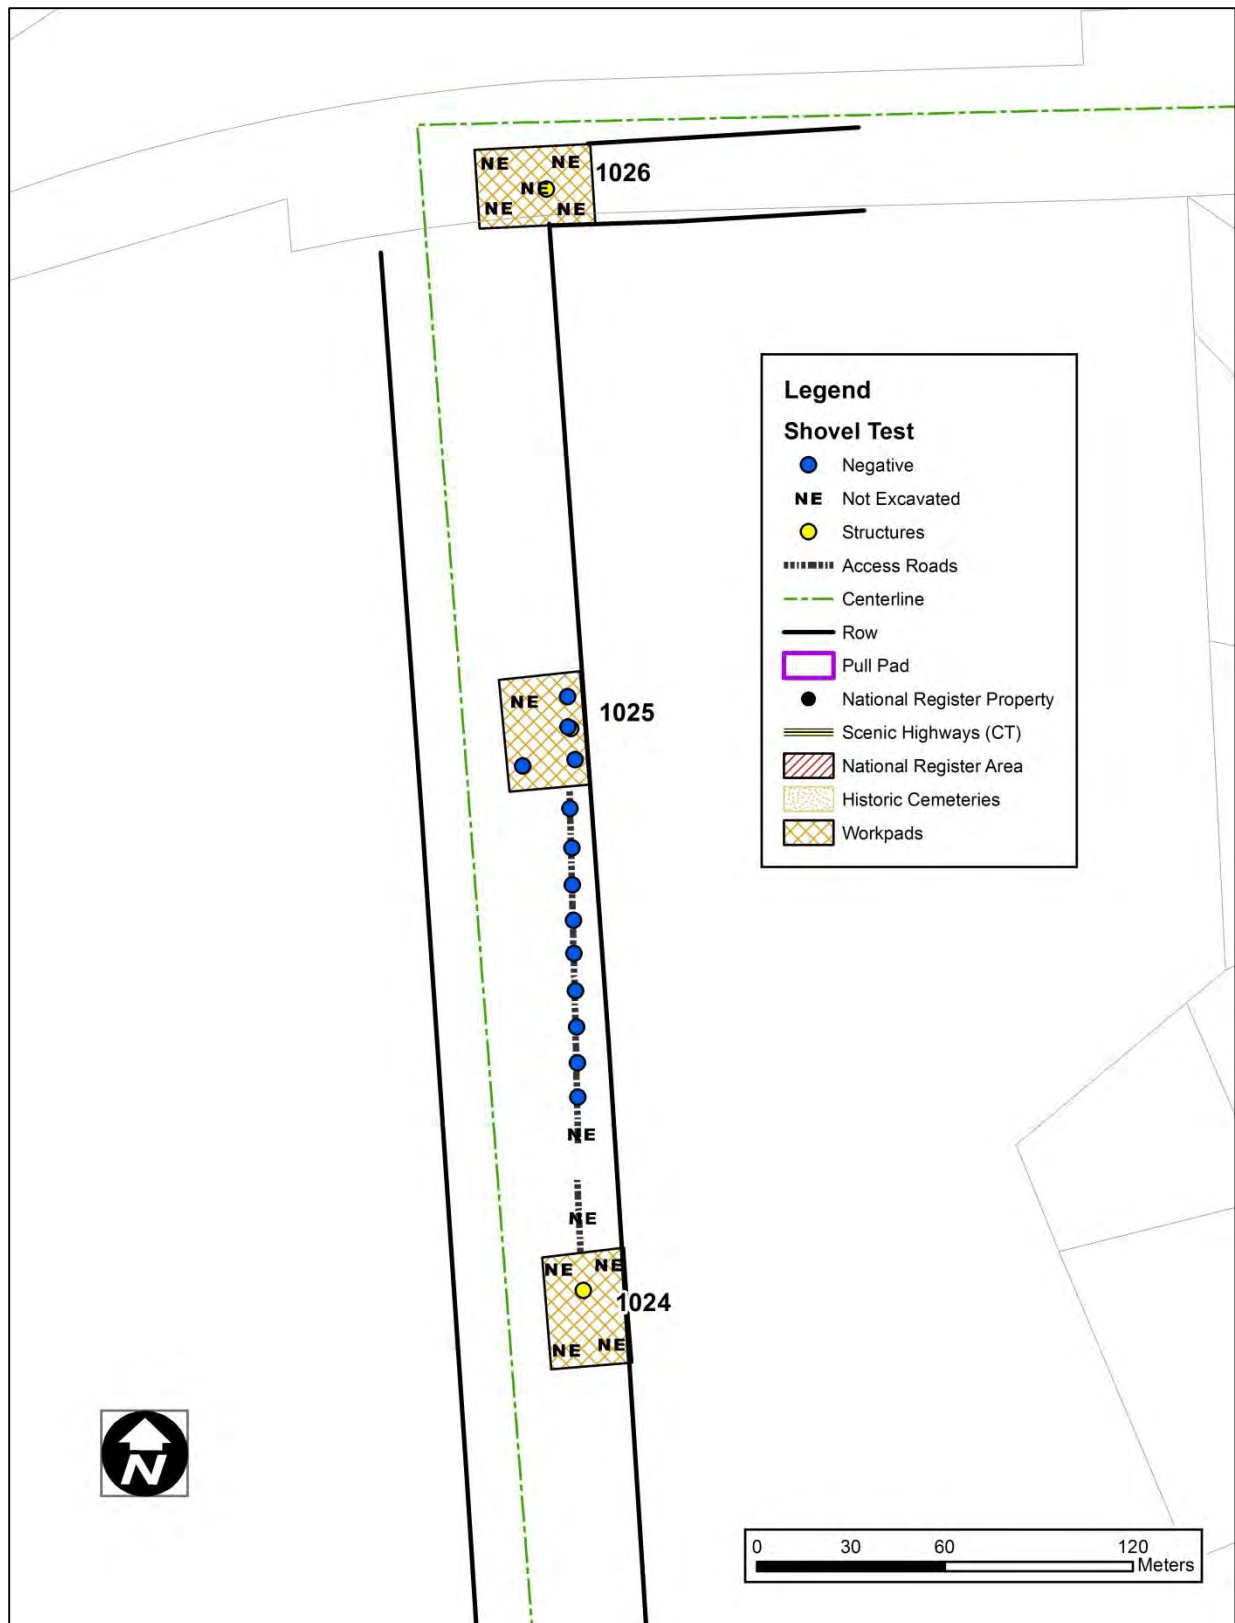 NE NE
1026
NE
NE NE
Legend
Shovel Test
Negative
NE Not Excavated
Structures
Access Roads
Centerline
Row
Pull Pad
National Register Property
Scenic Highways (CT)
National Register Area
Historic Cemeteries
Workpads
NE
1025
NE
NE
NE NE
1024
NE NE
N
0 30 60 120
Meters